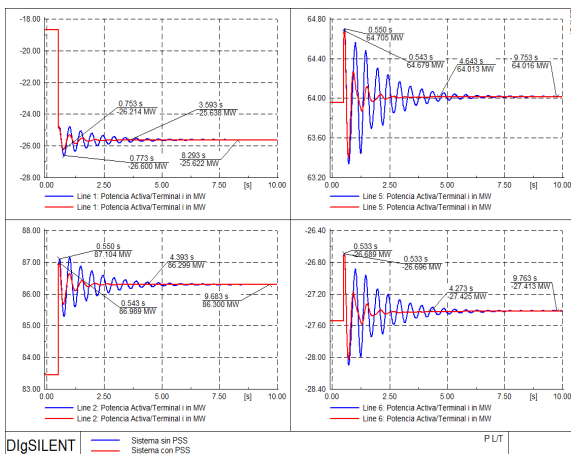 -18.00
-20.00
-22.00
-24.00
-26.00
-28.00
0.00
2.50
5.00
7.50
[s]
10.00
0.753 s
-26.214 MW
3.593 s
-25.638 MW
0.773 s
-26.600 MW
8.293 s
-25.622 MW
Line 1: Potencia Activa/Terminal i in MW
Line 1: Potencia Activa/Terminal i in MW
64.80
64.40
64.00
63.60
63.20
0.00
2.50
5.00
7.50
[s]
10.00
0.550 s
64.705 MW
0.543 s
64.679 MW
4.643 s
64.013 MW
9.753 s
64.016 MW
Line 5: Potencia Activa/Terminal i in MW
Line 5: Potencia Activa/Terminal i in MW
88.00
87.00
86.00
85.00
84.00
83.00
0.00
2.50
5.00
7.50
[s]
10.00
0.550 s
87.104 MW
4.393 s
86.299 MW
0.543 s
86.989 MW
9.683 s
86.300 MW
Line 2: Potencia Activa/Terminal i in MW
Line 2: Potencia Activa/Terminal i in MW
-26.40
-26.80
-27.20
-27.60
-28.00
-28.40
0.00
2.50
5.00
7.50
[s]
10.00
0.533 s
-26.689 MW
0.533 s
-26.696 MW
4.273 s
-27.425 MW
9.763 s
-27.413 MW
Line 6: Potencia Activa/Terminal i in MW
Line 6: Potencia Activa/Terminal i in MW
DIgSILENT
Sistema sin PSS
Sistema con PSS
P L/T